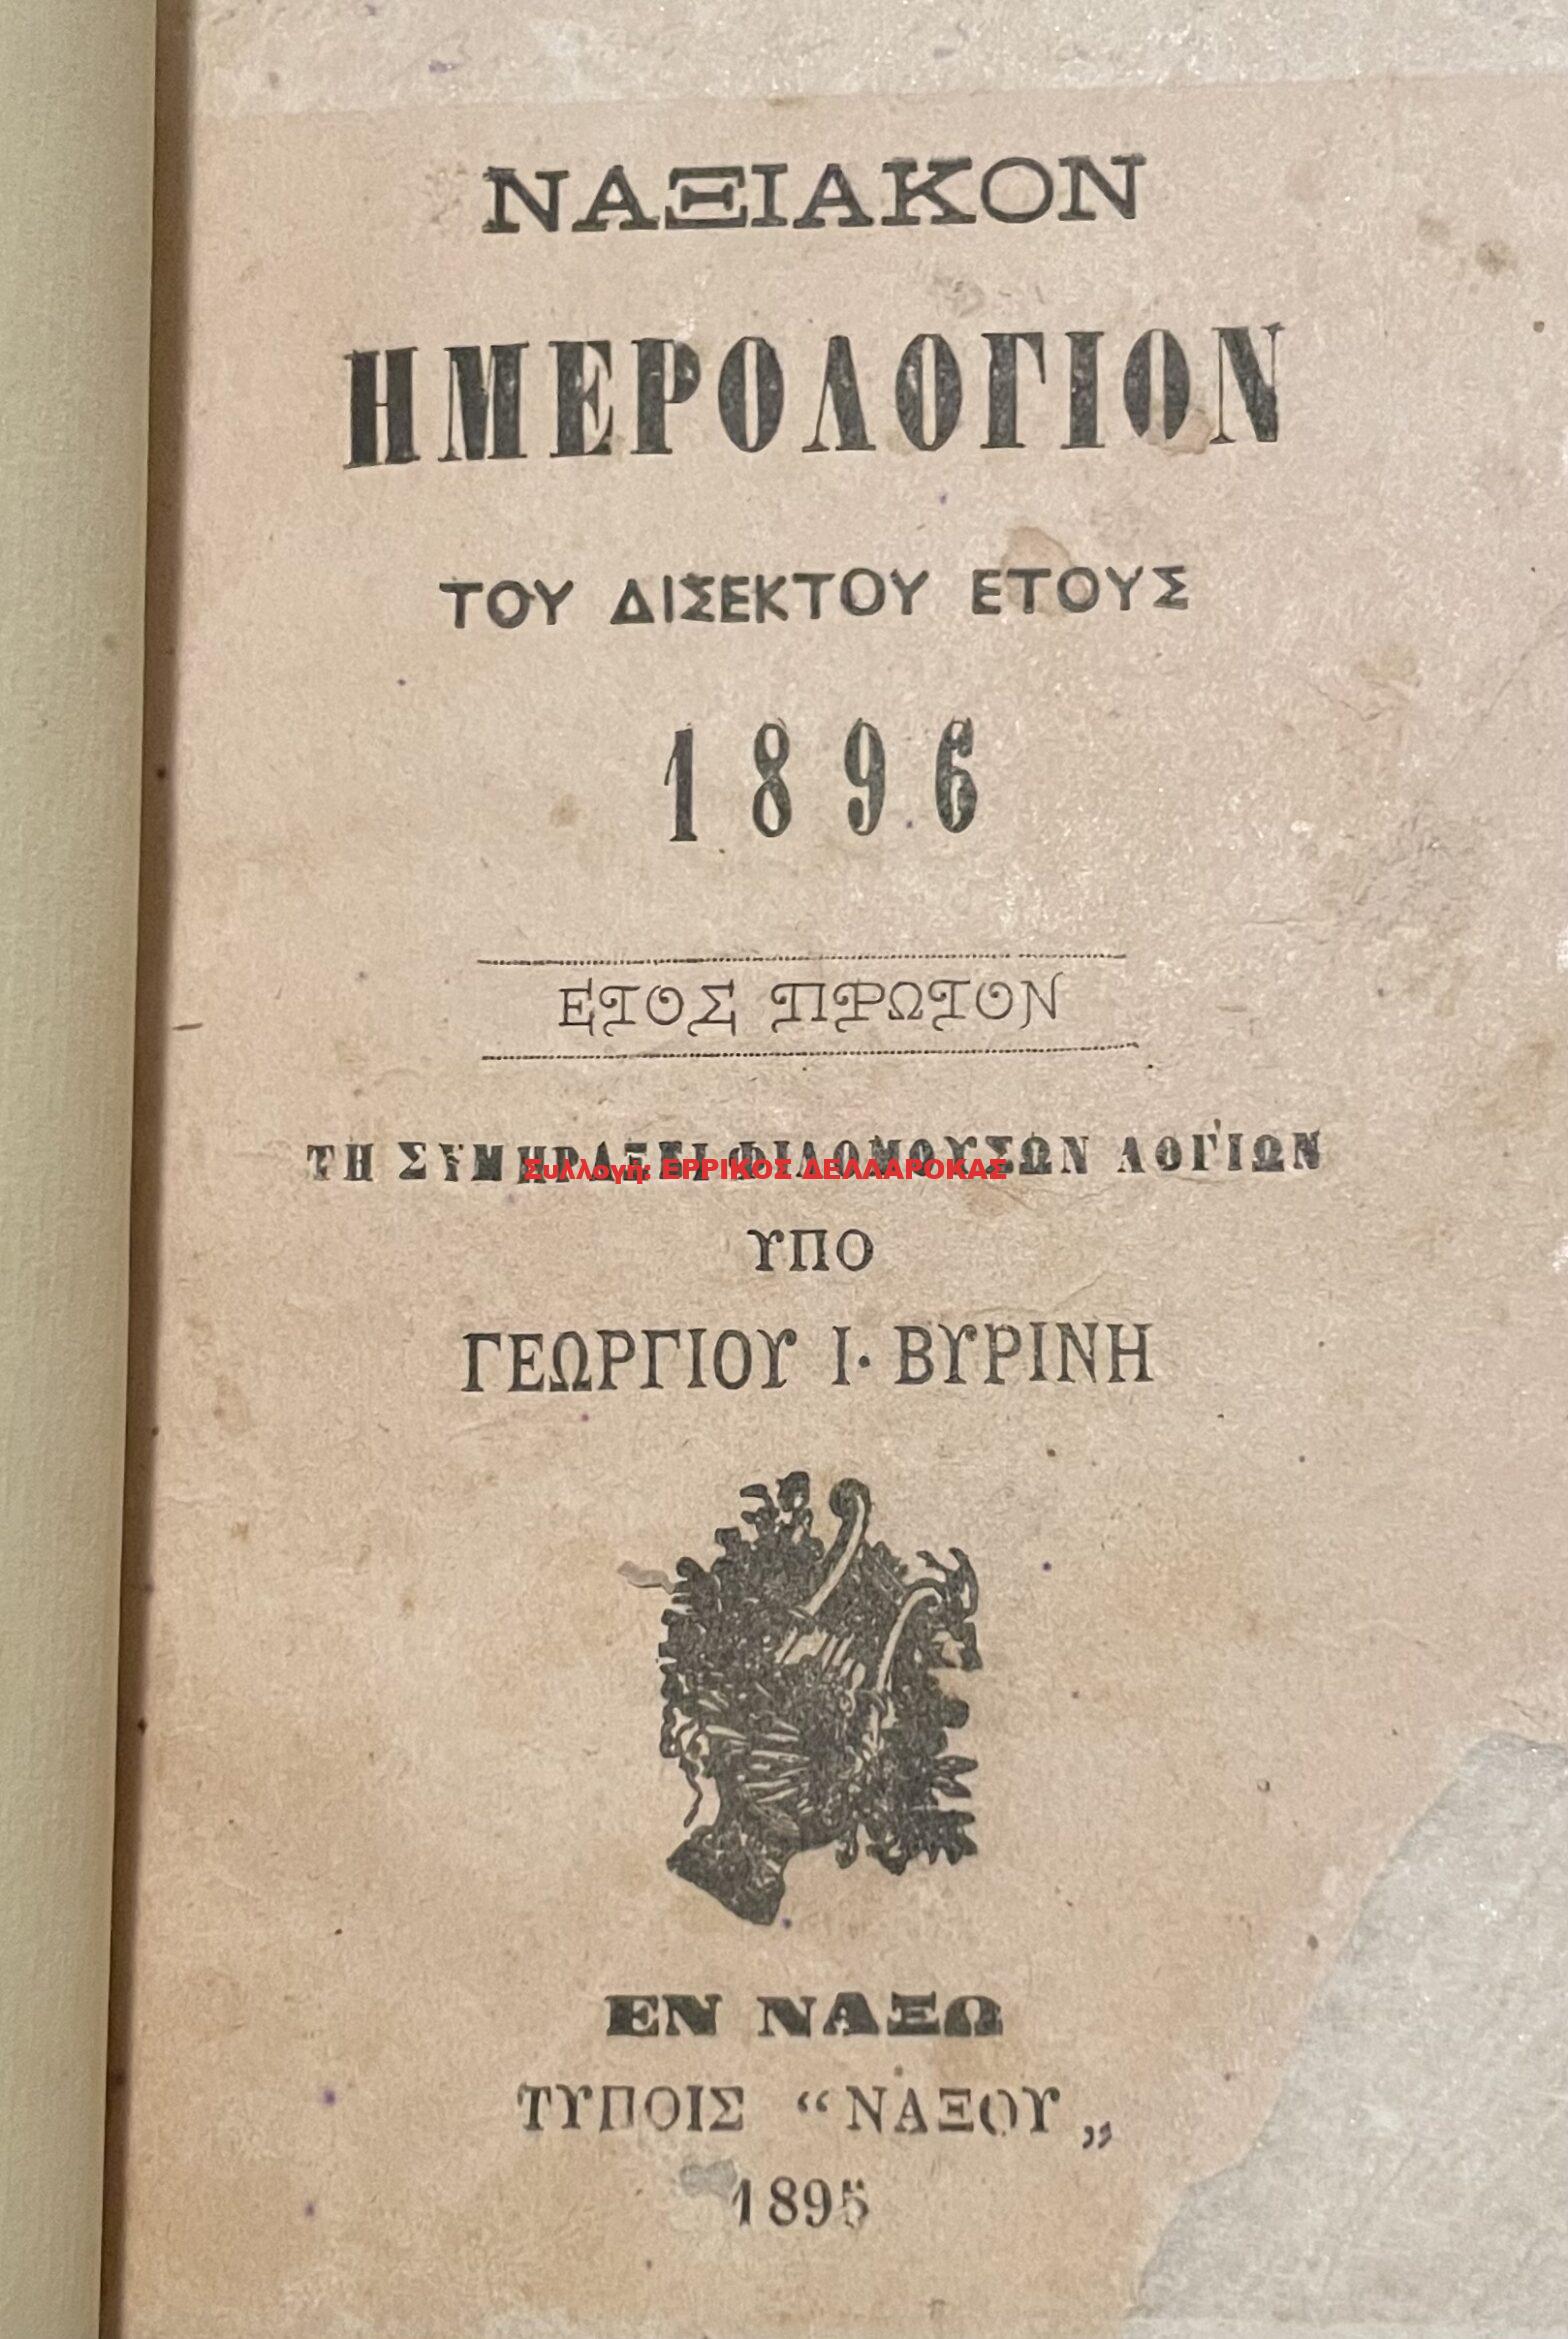 ΝΑΞΙΑΚΟΝ
ΗΜΕΡΟΛΟΓΙΟΝ
ΤΟΥ ΔΙΣΕΚΤΟΥ ΕΤΟΥΣ
1896
ΕΤΟΣ ΠΡΩΤΟΝ
ΤΗ ΣΥΜΠΡΑΞΕΙ ΦΙΛΟΜΟΥΣΩΝ ΛΟΓΙΩΝ
Συλλογή: ΕΡΡΙΚΟΣ ΔΕΛΛΑΡΟΚΑΣ
ΥΠΟ
ΓΕΩΡΓΙΟΥ Ι. ΒΥΡΙΝΗ
ΕΝ ΝΑΞΩ
ΤΥΠΟΙΣ “ΝΑΞΟΥ„
1895